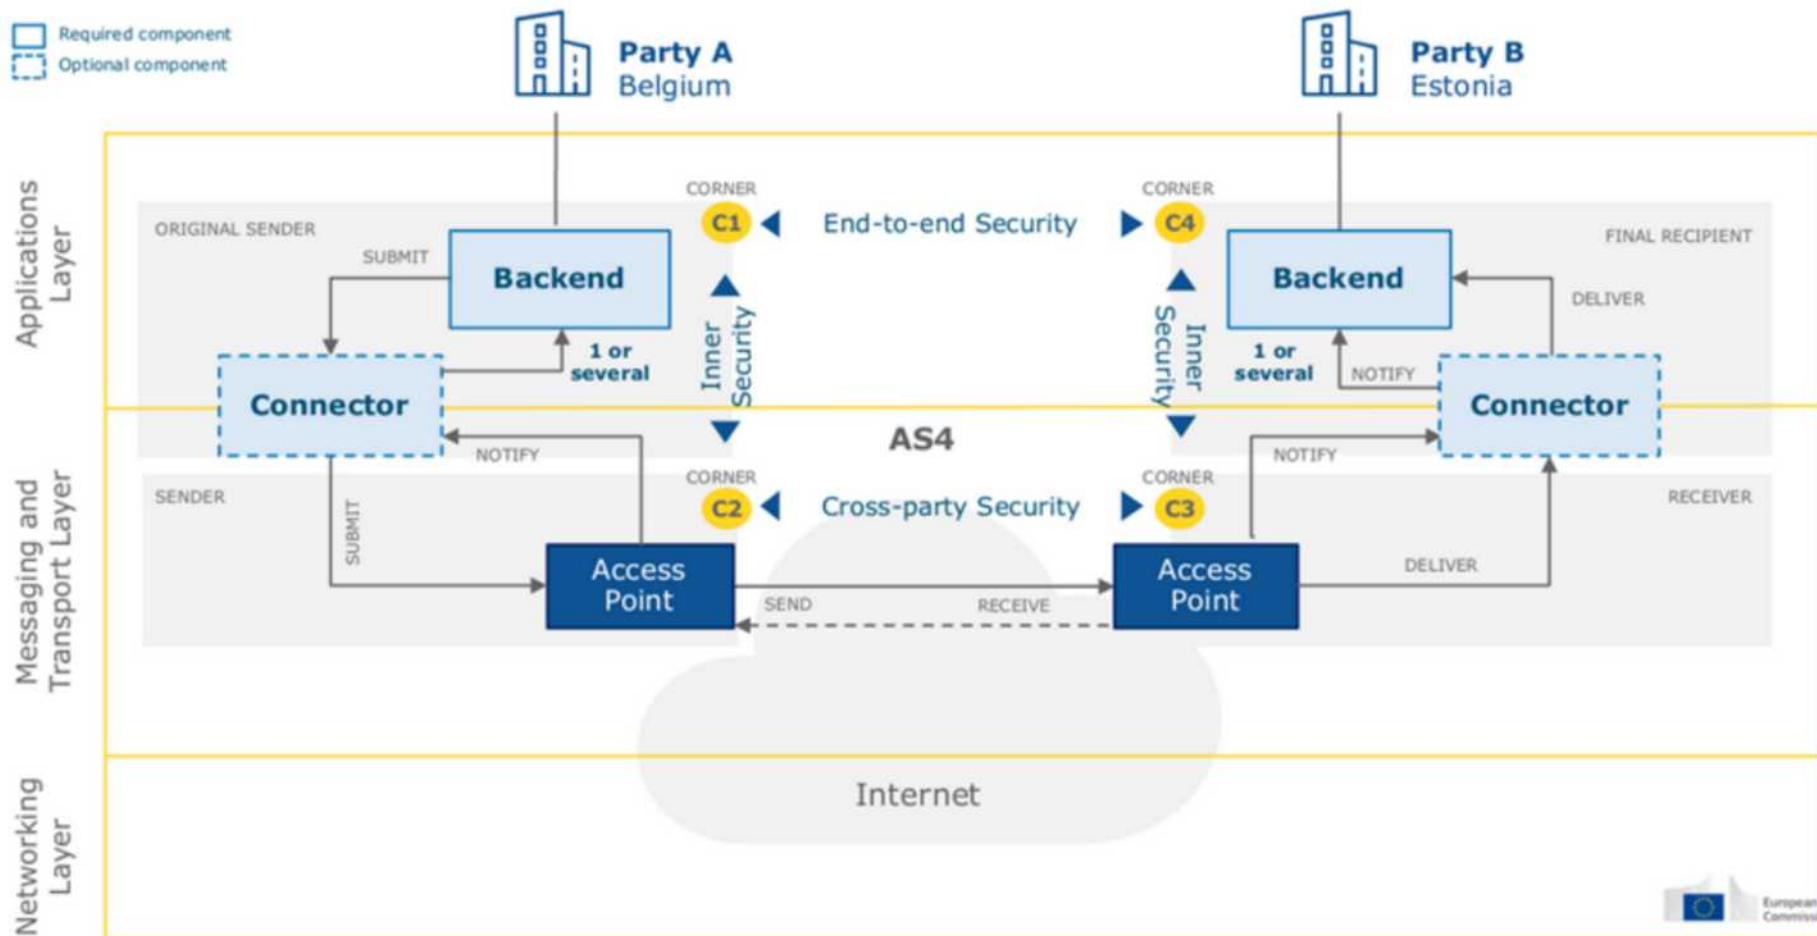 Required component
Optional component
Party A
Belgium
Party B
Estonia
Applications
Layer
ORIGINAL SENDER
SUBMIT
Backend
1 or
several
Connector
NOTIFY
CORNER
C1
End-to-end Security
CORNER
C4
Inner
Security
Inner
Security
FINAL RECIPIENT
Backend
DELIVER
1 or
several
NOTIFY
Connector
NOTIFY
AS4
Messaging and
Transport Layer
SENDER
SUBMIT
CORNER
C2
Cross-party Security
CORNER
C3
RECEIVER
Access
Point
SEND
RECEIVE
Access
Point
DELIVER
Networking
Layer
Internet
European